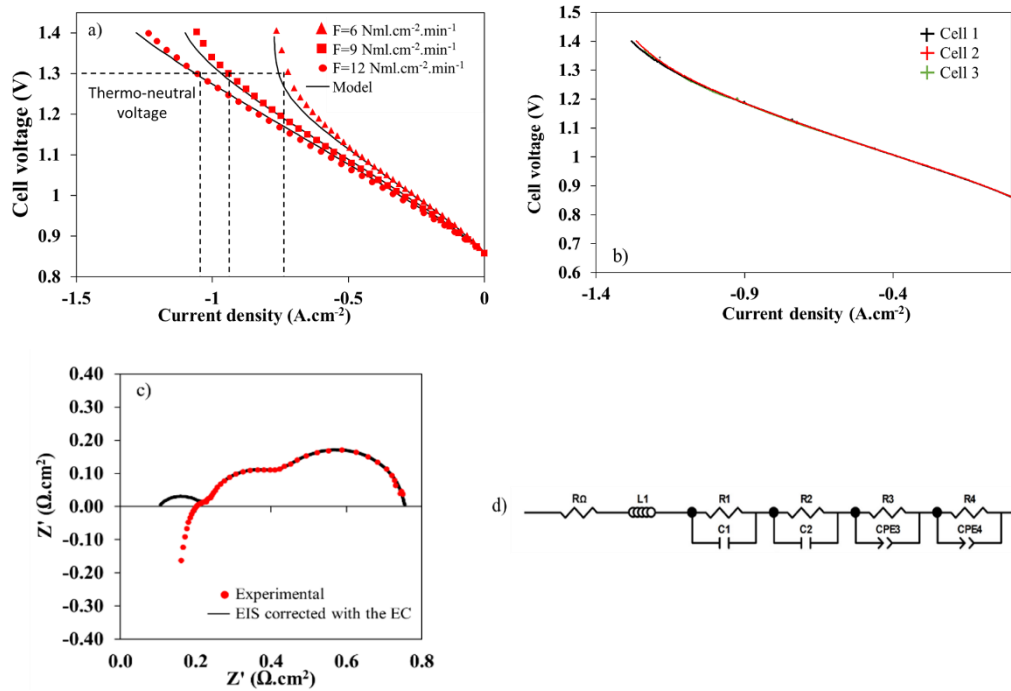 a)
F=6 Nml.cm⁻².min⁻¹
F=9 Nml.cm⁻².min⁻¹
F=12 Nml.cm⁻².min⁻¹
Model
Thermo-neutral
voltage
Cell voltage (V)
1.4
1.3
1.2
1.1
1
0.9
0.8
-1.5
-1
-0.5
0
Current density (A.cm⁻²)
Cell 1
Cell 2
Cell 3
Cell voltage (V)
1.5
1.4
1.3
1.2
1.1
1.0
0.9
0.8
0.7
0.6
b)
-1.4
-0.9
-0.4
Current density (A.cm⁻²)
c)
Z' (Ω.cm²)
0.40
0.30
0.20
0.10
0.00
-0.10
-0.20
-0.30
-0.40
Experimental
EIS corrected with the EC
0.0
0.2
0.4
0.6
0.8
Z' (Ω.cm²)
d)
RΩ
L1
R1
R2
R3
R4
C1
C2
CPE3
CPE4